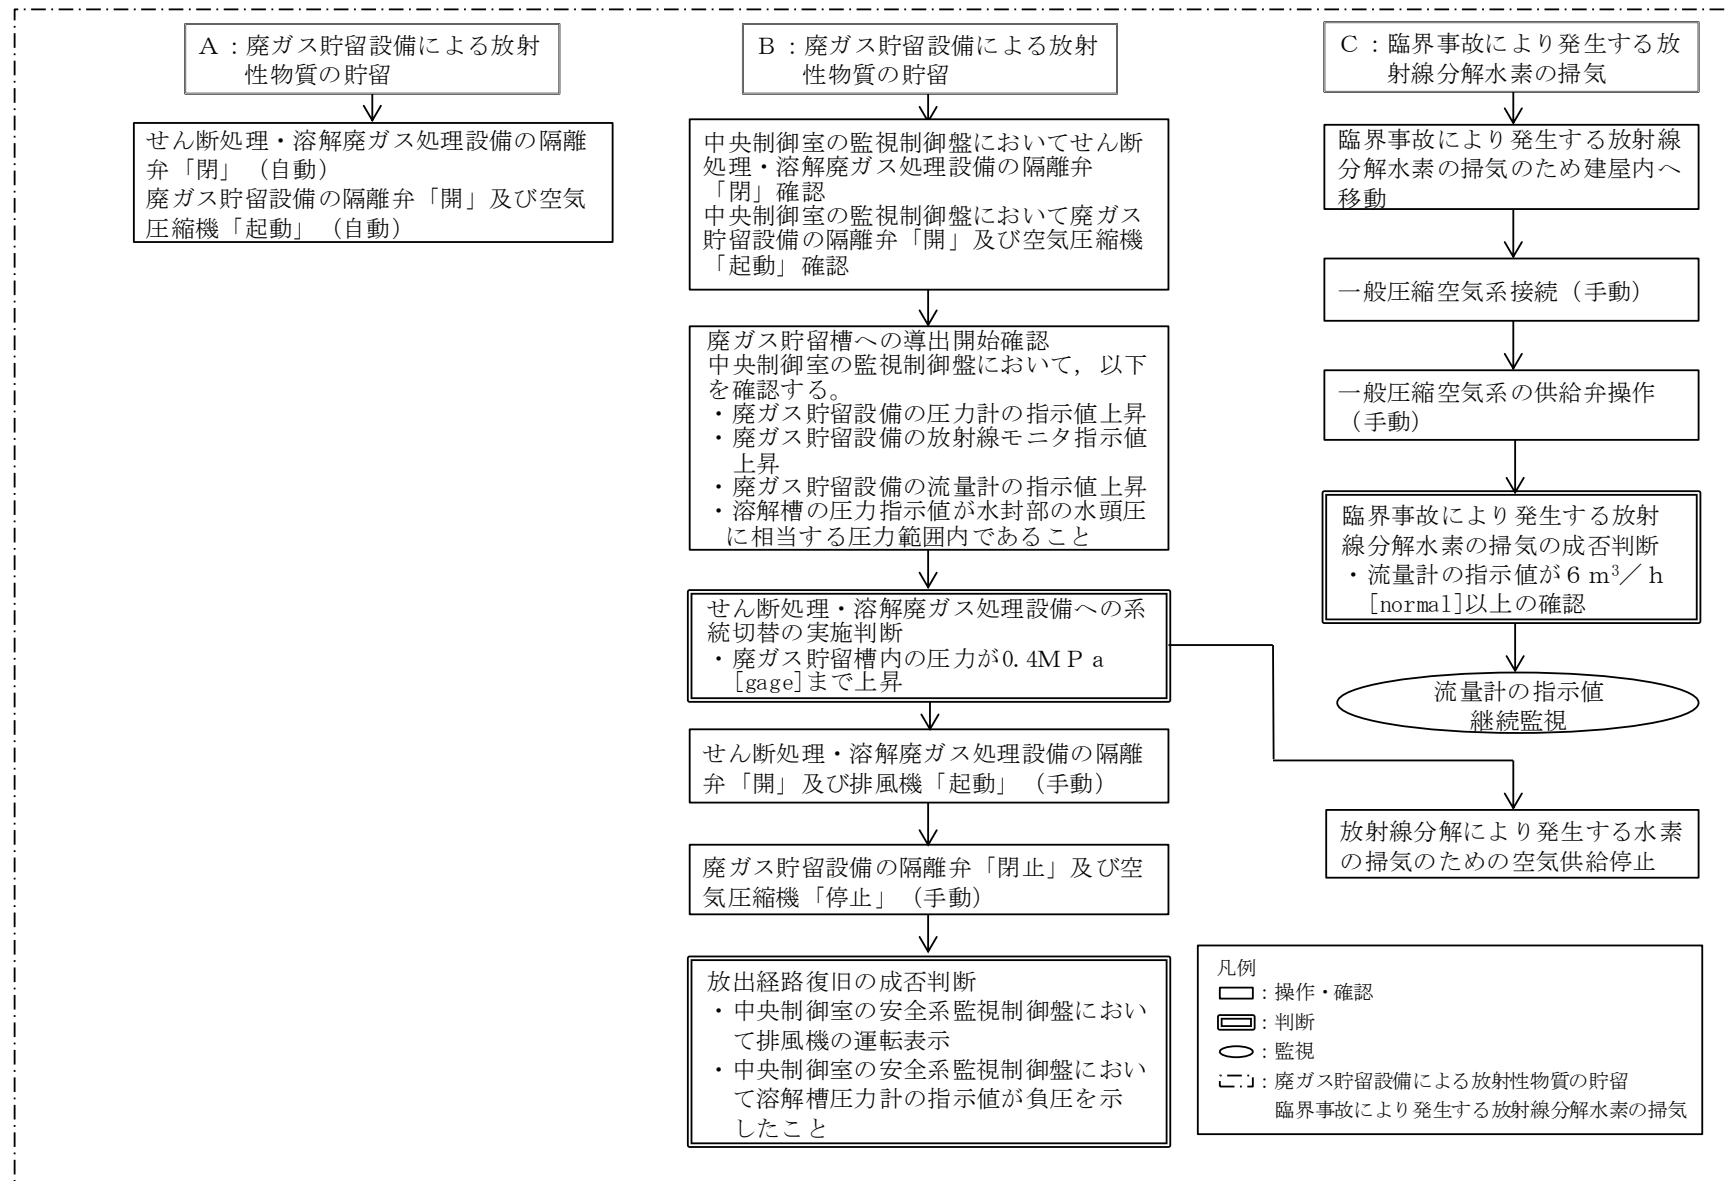 Ａ：廃ガス貯留設備による放射
性物質の貯留
せん断処理・溶解廃ガス処理設備の隔離
弁「閉」（自動）
廃ガス貯留設備の隔離弁「開」及び空気
圧縮機「起動」（自動）
Ｂ：廃ガス貯留設備による放射
性物質の貯留
中央制御室の監視制御盤においてせん断
処理・溶解廃ガス処理設備の隔離弁
「閉」確認
中央制御室の監視制御盤において廃ガス
貯留設備の隔離弁「開」及び空気圧縮機
「起動」確認
廃ガス貯留槽への導出開始確認
中央制御室の監視制御盤において，以下
を確認する。
・廃ガス貯留設備の圧力計の指示値上昇
・廃ガス貯留設備の放射線モニタ指示値
上昇
・廃ガス貯留設備の流量計の指示値上昇
・溶解槽の圧力指示値が水封部の水頭圧
に相当する圧力範囲内であること
せん断処理・溶解廃ガス処理設備への系
統切替の実施判断
・廃ガス貯留槽内の圧力が0.4ＭＰａ
[gage]まで上昇
せん断処理・溶解廃ガス処理設備の隔離
弁「開」及び排風機「起動」（手動）
廃ガス貯留設備の隔離弁「閉止」及び空
気圧縮機「停止」（手動）
放出経路復旧の成否判断
・中央制御室の安全系監視制御盤におい
て排風機の運転表示
・中央制御室の安全系監視制御盤におい
て溶解槽圧力計の指示値が負圧を示
したこと
Ｃ：臨界事故により発生する放
射線分解水素の掃気
臨界事故により発生する放射線
分解水素の掃気のため建屋内へ
移動
一般圧縮空気系接続（手動）
一般圧縮空気系の供給弁操作
（手動）
臨界事故により発生する放射
線分解水素の掃気の成否判断
・流量計の指示値が６ｍ³／ｈ
[normal]以上の確認
流量計の指示値
継続監視
放射線分解により発生する水素
の掃気のための空気供給停止
凡例
：操作・確認
：判断
：監視
：廃ガス貯留設備による放射性物質の貯留
臨界事故により発生する放射線分解水素の掃気